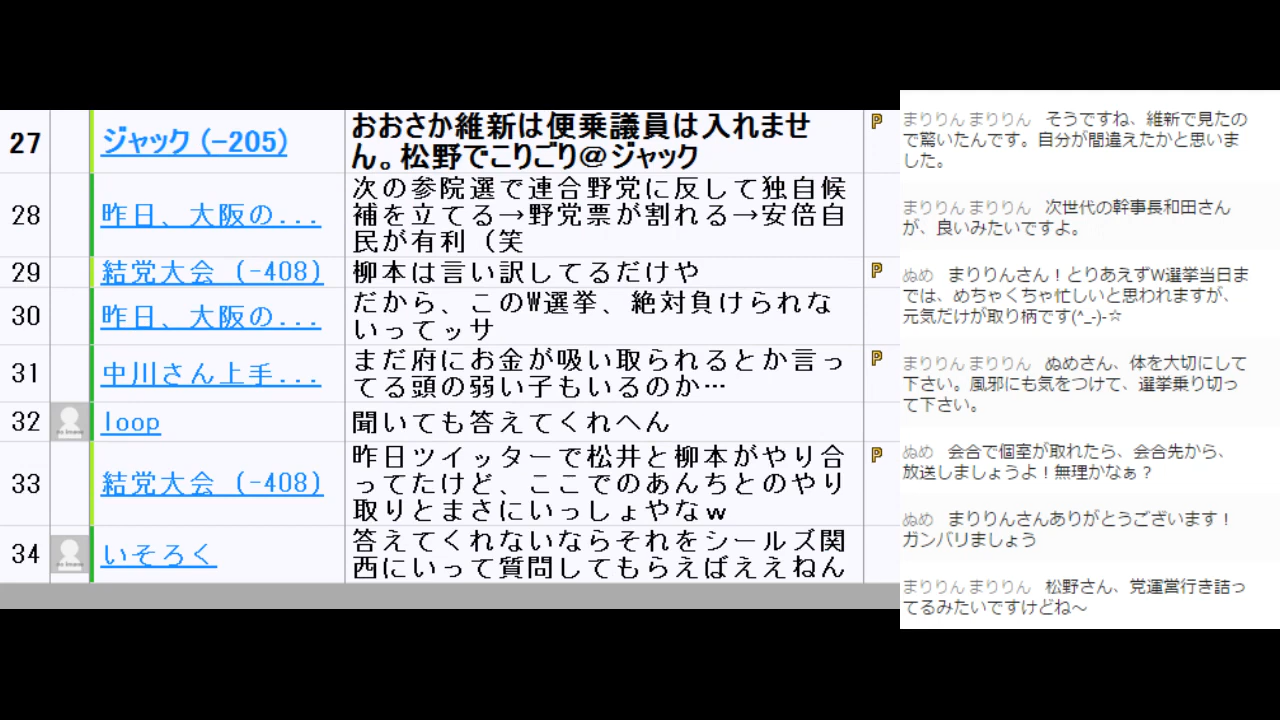 27 ジャック (-205) おおさか維新は便乗議員は入れませ
ん。松野でこりごり@ジャック P
28 昨日、大阪の... 次の参院選で連合野党に反して独自候
補を立てる→野党票が割れる→安倍自
民が有利（笑
29 結党大会 (-408) 柳本は言い訳してるだけや P
30 昨日、大阪の... だから、このW選挙、絶対負けられな
いってッサ
31 中川さん上手... まだ府にお金が吸い取られるとか言っ
てる頭の弱い子もいるのか… P
32 loop 聞いても答えてくれへん
33 結党大会 (-408) 昨日ツイッターで松井と柳本がやり合
ってたけど、ここでのあんちとのやり
取りとまさにいっしょやなw P
34 いそろく 答えてくれないならそれをシールズ関
西にいって質問してもらえばええねん
まりりん まりりん そうですね、維新で見たの
で驚いたんです。自分が間違えたかと思いま
した。
まりりん まりりん 次世代の幹事長和田さん
が、良いみたいですよ。
ぬめ まりりんさん！とりあえずW選挙当日ま
では、めちゃくちゃ忙しいと思われますが、
元気だけが取り柄です(^_-)-☆
まりりん まりりん ぬめさん、体を大切にして
下さい。風邪にも気をつけて、選挙乗り切っ
て下さい。
ぬめ 会合で個室が取れたら、会合先から、
放送しましょうよ！無理かなぁ？
ぬめ まりりんさんありがとうございます！
ガンバリましょう
まりりん まりりん 松野さん、党運営行き詰っ
てるみたいですけどね～